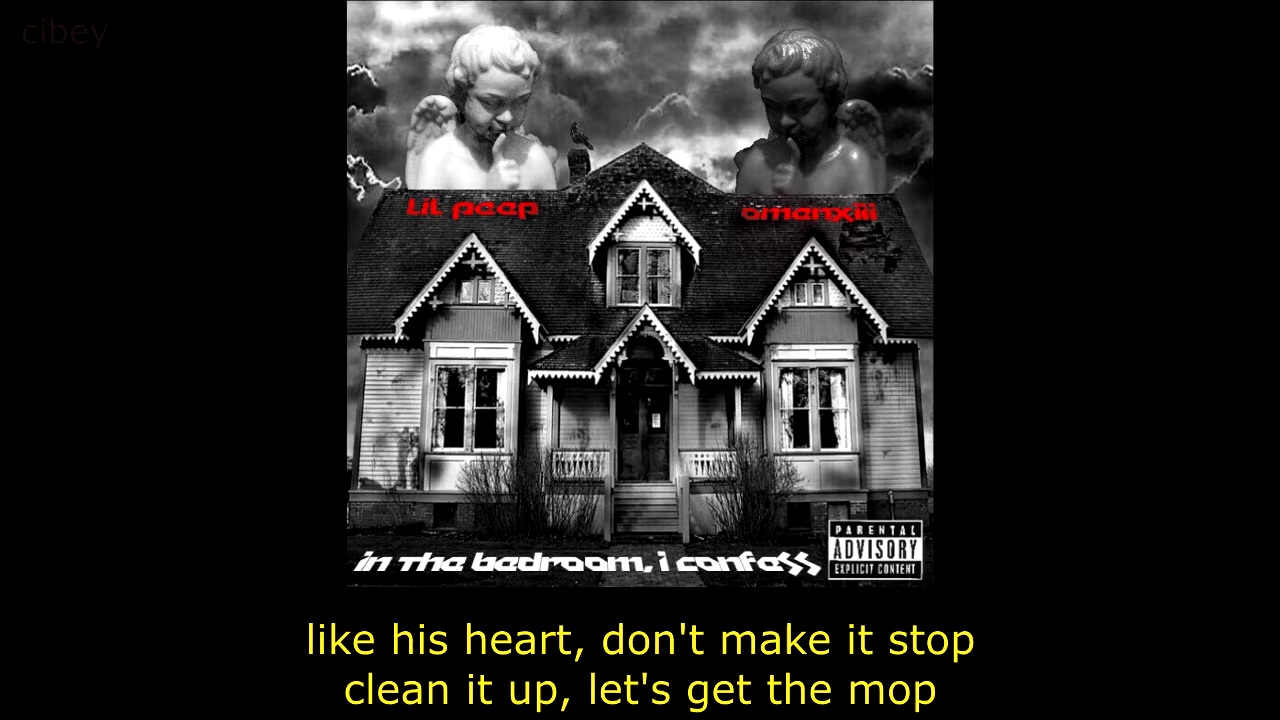 cibey
Lil peep
omenxiii
in the bedroom, i confess
PARENTAL
ADVISORY
EXPLICIT CONTENT
like his heart, don't make it stop
clean it up, let's get the mop